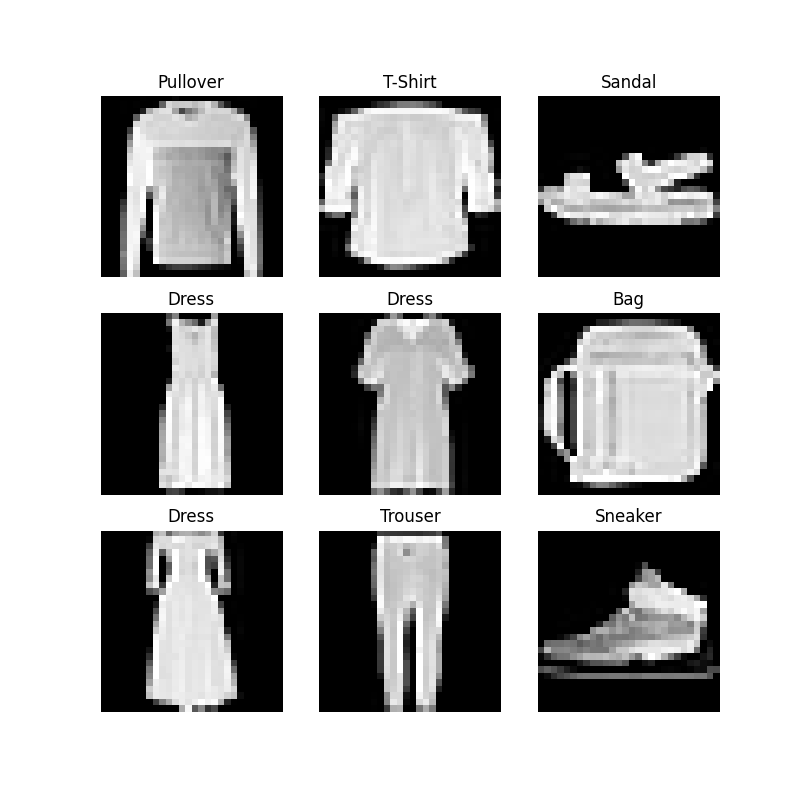 Pullover
T-Shirt
Sandal
Dress
Dress
Bag
Dress
Trouser
Sneaker